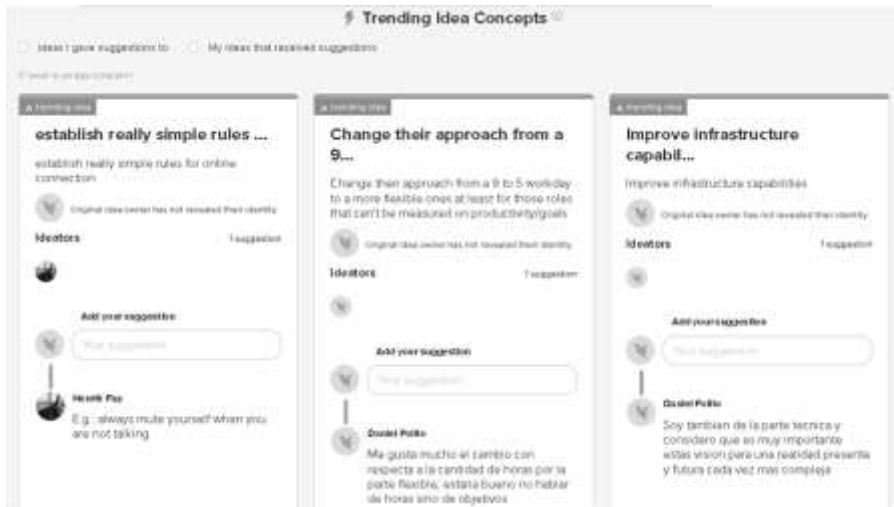 Trending Idea Concepts
Ideas I gave suggestions to
My ideas that received suggestions
trending idea
establish really simple rules ...
establish really simple rules for online
connection
Original idea owner has not revealed their identity
Ideators
1 suggestion
Add your suggestion
Your suggestion
E.g.: always mute yourself when you
are not talking
trending idea
Change their approach from a
9...
Change their approach from a 9 to 5 workday
to a more flexible ones at least for those roles
that can't be measured on productivity/goals
Original idea owner has not revealed their identity
Ideators
1 suggestion
Add your suggestion
Your suggestion
Daniel Polito
Me gusta mucho el cambio con
respecta a la cantidad de horas por la
parte flexible, estaria bueno no hablar
de horas sino de objetivos
trending idea
Improve infrastructure
capabil...
Improve infrastructure capabilities
Original idea owner has not revealed their identity
Ideators
1 suggestion
Add your suggestion
Your suggestion
Daniel Polito
Soy tambien de la parte tecnica y
considero que es muy importante
estas vision para una realidad presente
y futura cada vez mas compleja